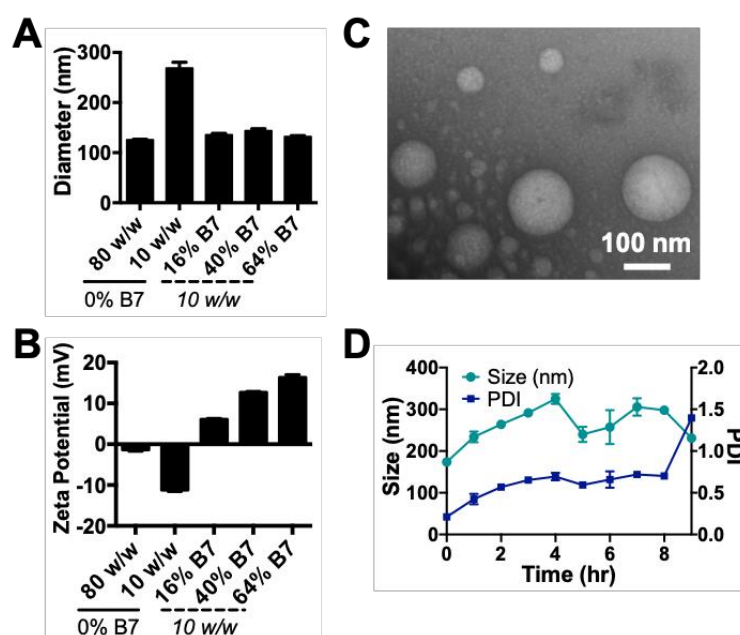 A
Diameter (nm)
300
200
100
0
80 w/w
10 w/w
16% B7
40% B7
64% B7
0% B7
10 w/w
B
Zeta Potential (mV)
20
10
0
-10
-20
80 w/w
10 w/w
16% B7
40% B7
64% B7
0% B7
10 w/w
C
100 nm
D
Size (nm)
PDI
Size (nm)
400
300
200
100
0
2.0
1.5
1.0
0.5
0.0
PDI
0 2 4 6 8
Time (hr)